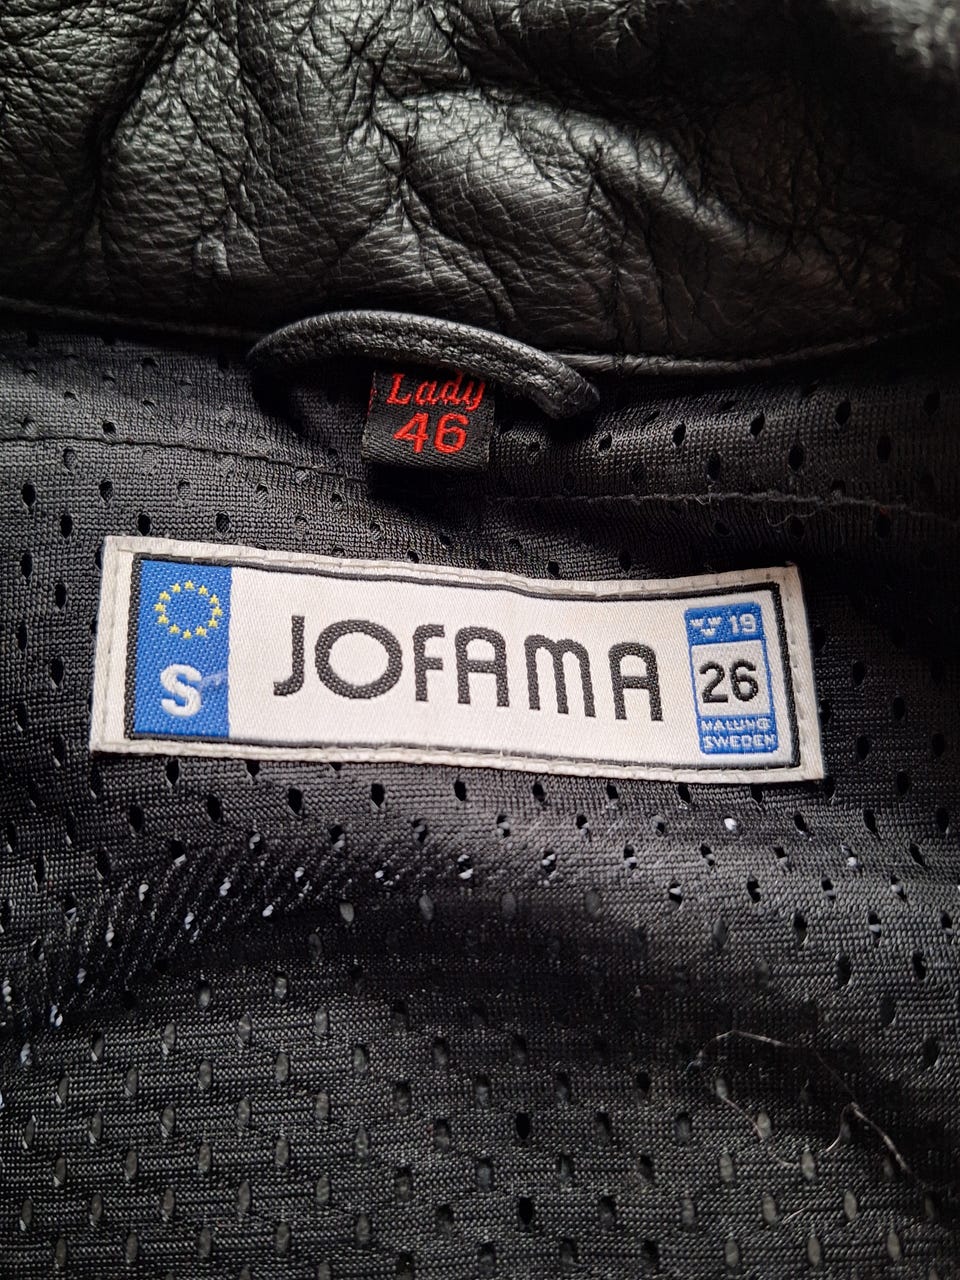 Lady
46
S
JOFAMA
19
26
MALUNG
SWEDEN